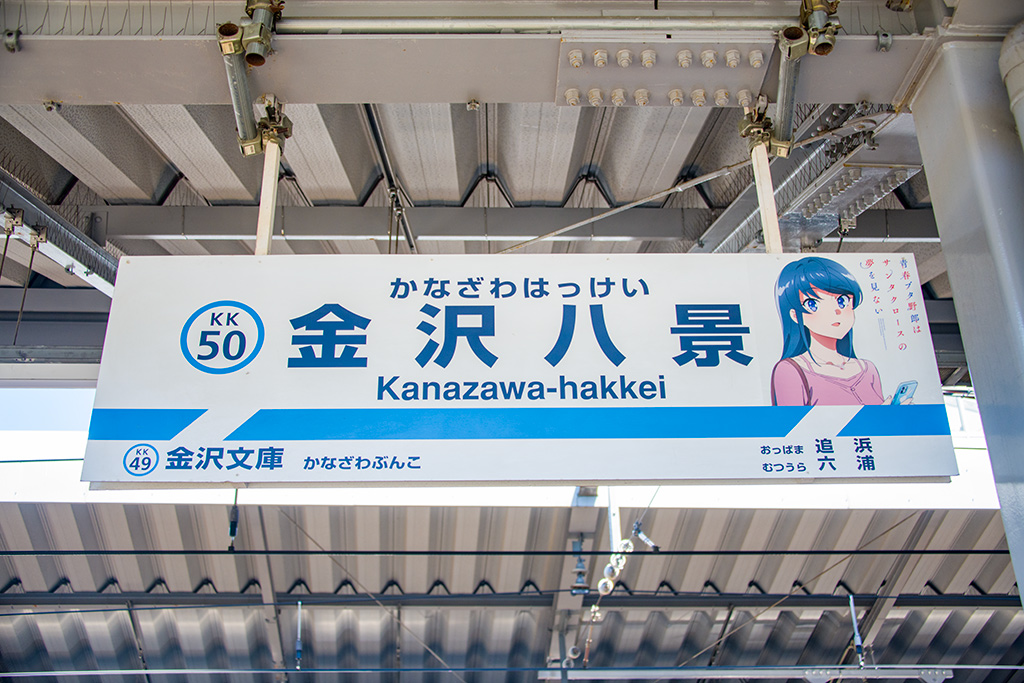 かなざわはっけい
KK
50
金沢八景
Kanazawa-hakkei
青春ブタ野郎は
サンタクロースの
夢を見ない
KK
49
金沢文庫 かなざわぶんこ
おっぱま 追浜
むつうら 六浦